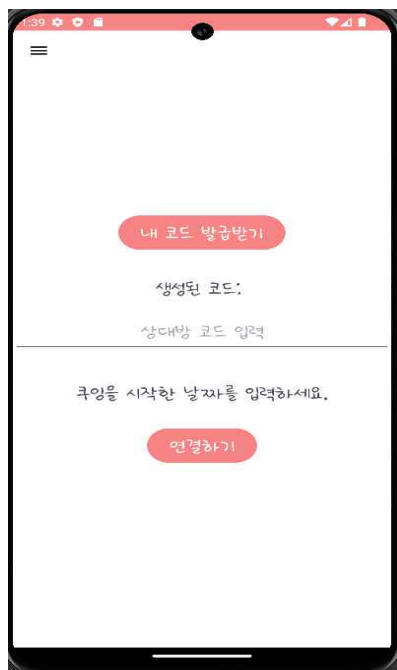 1:39
내 코드 발급받기
생성된 코드:
상대방 코드 입력
쿠잉을 시작한 날짜를 입력하세요.
연결하기